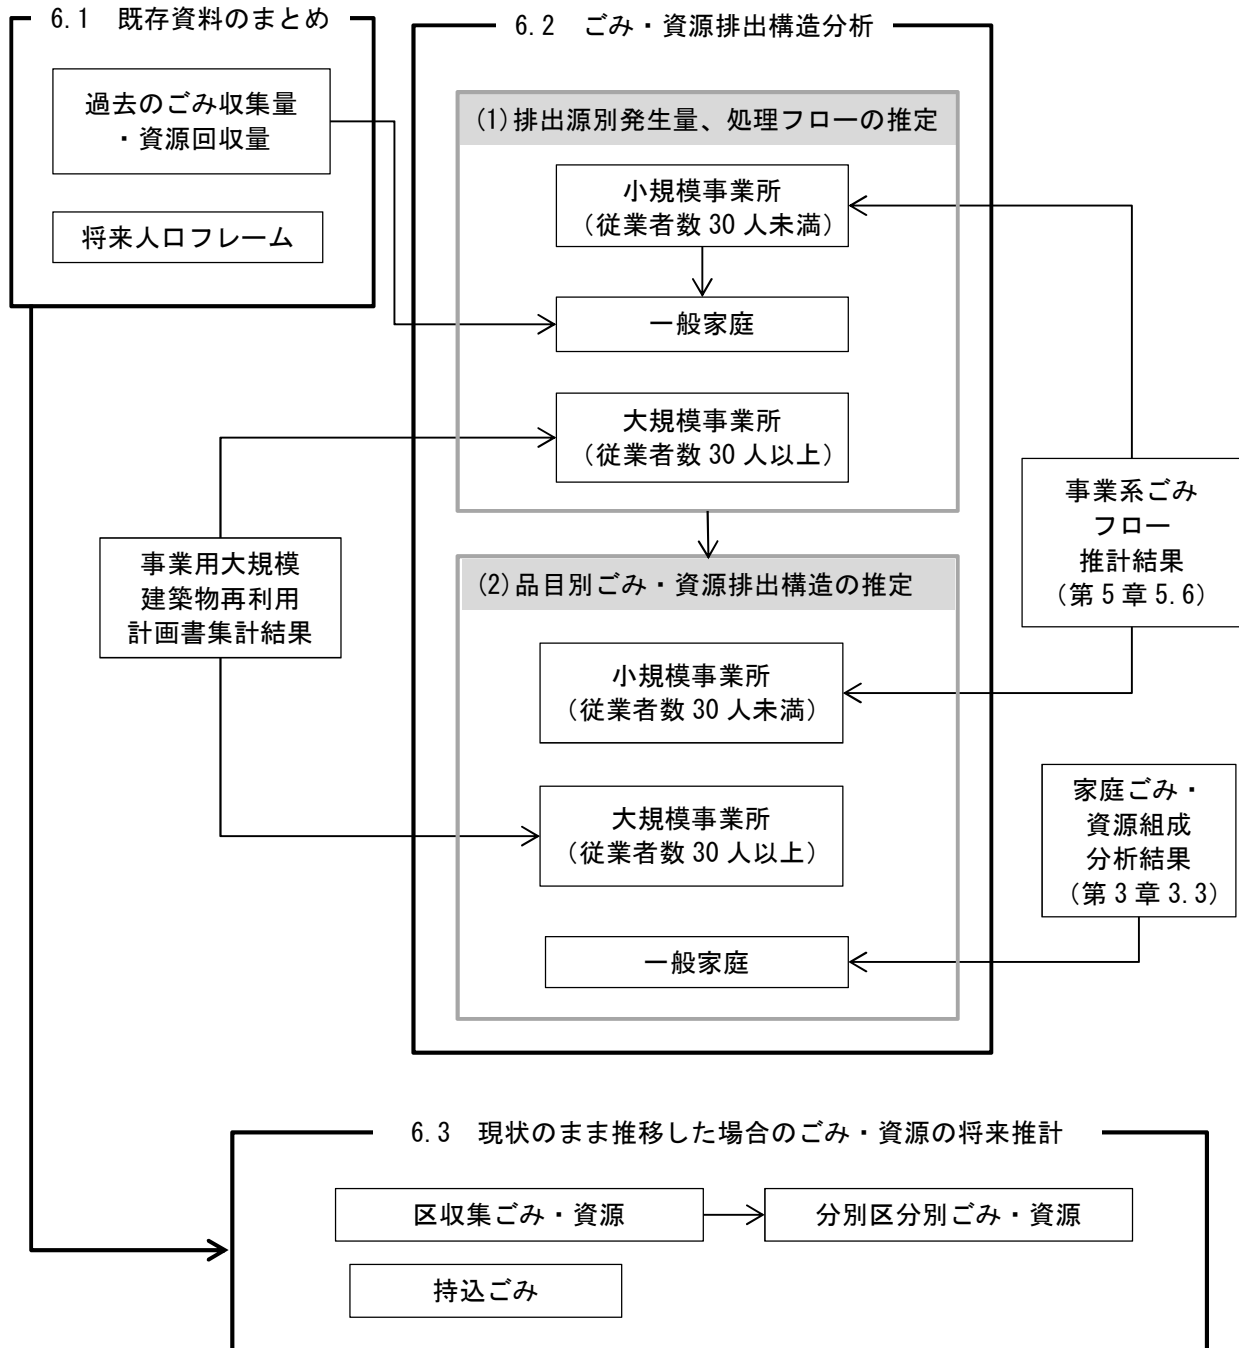 6.1 既存資料のまとめ
過去のごみ収集量
・資源回収量
将来人口フレーム
6.2 ごみ・資源排出構造分析
(1)排出源別発生量、処理フローの推定
小規模事業所
（従業者数30人未満）
一般家庭
大規模事業所
（従業者数30人以上）
事業用大規模
建築物再利用
計画書集計結果
事業系ごみ
フロー
推計結果
（第5章5.6）
(2)品目別ごみ・資源排出構造の推定
小規模事業所
（従業者数30人未満）
大規模事業所
（従業者数30人以上）
一般家庭
家庭ごみ・
資源組成
分析結果
（第3章3.3）
6.3 現状のまま推移した場合のごみ・資源の将来推計
区収集ごみ・資源
分別区分別ごみ・資源
持込ごみ